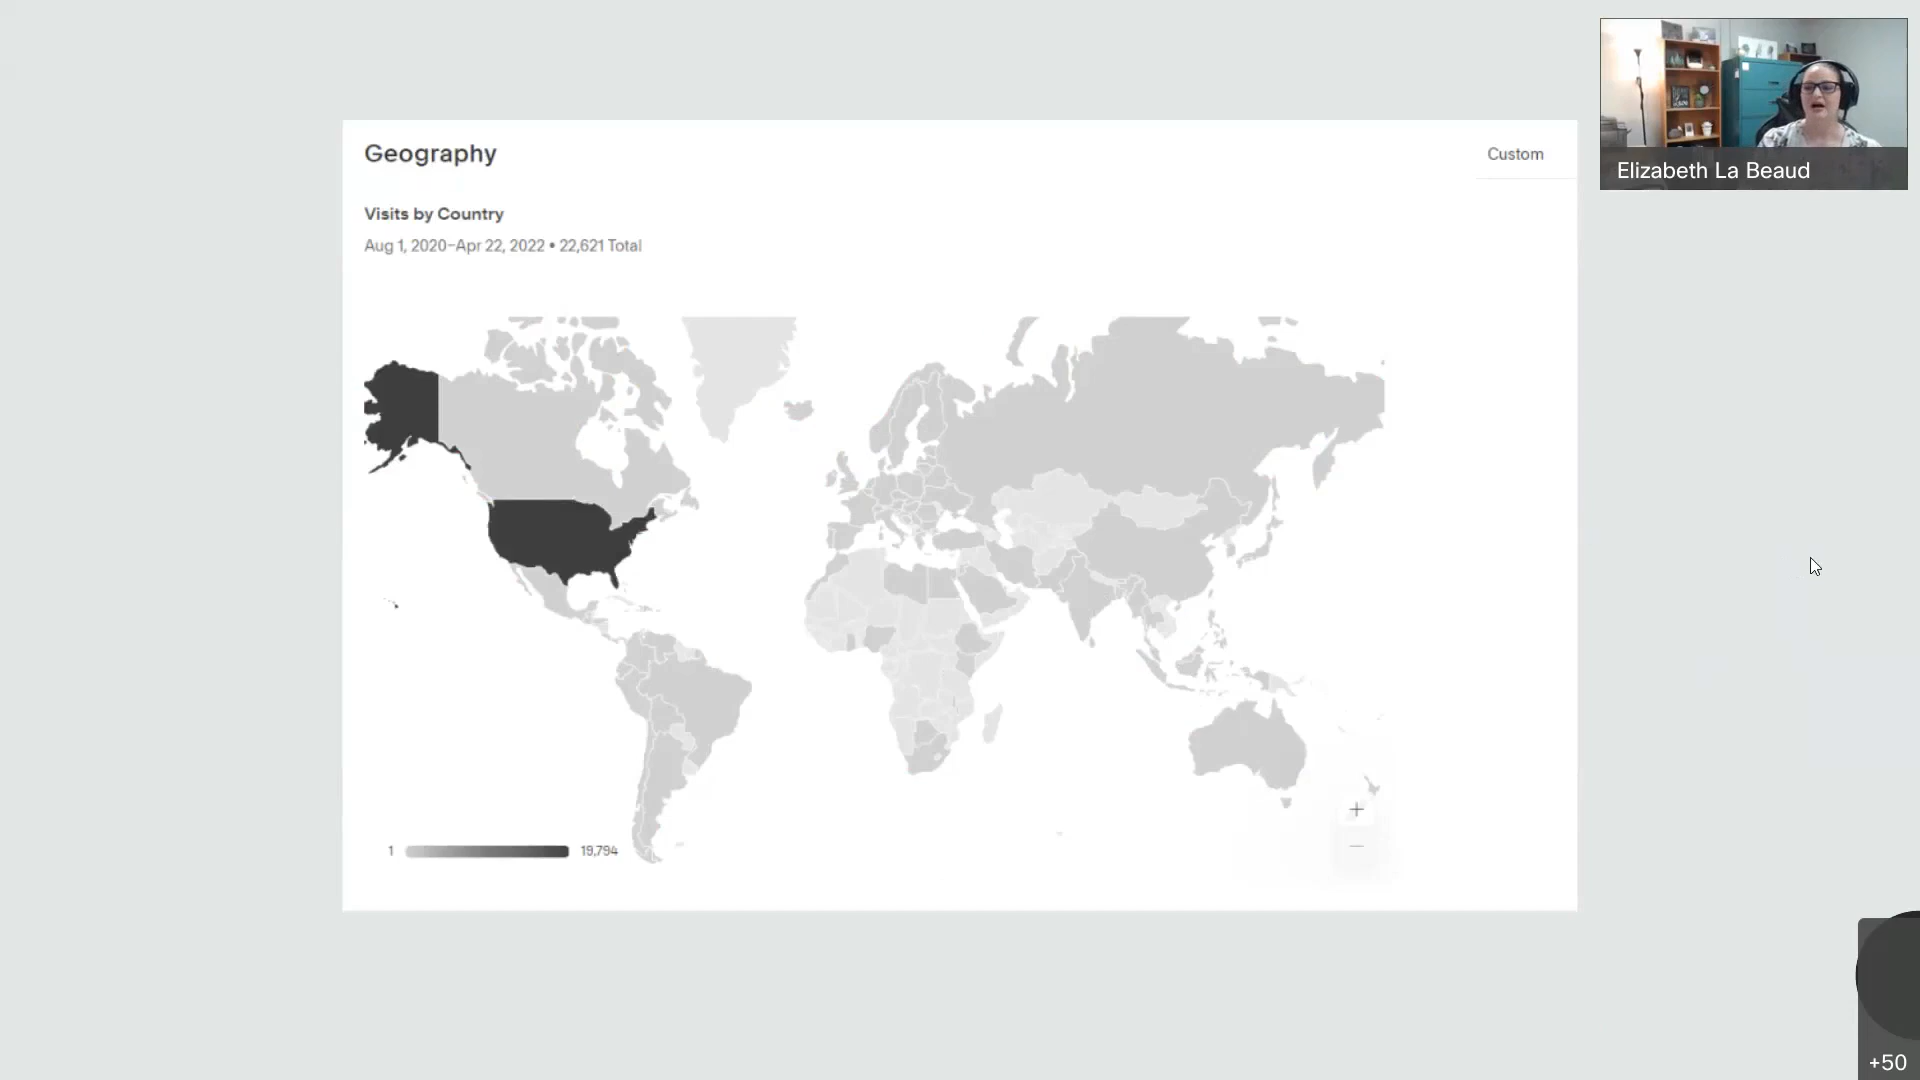 Geography
Custom
Visits by Country
Aug 1, 2020–Apr 22, 2022 • 22,621 Total
1
19,794
Elizabeth La Beaud
+50